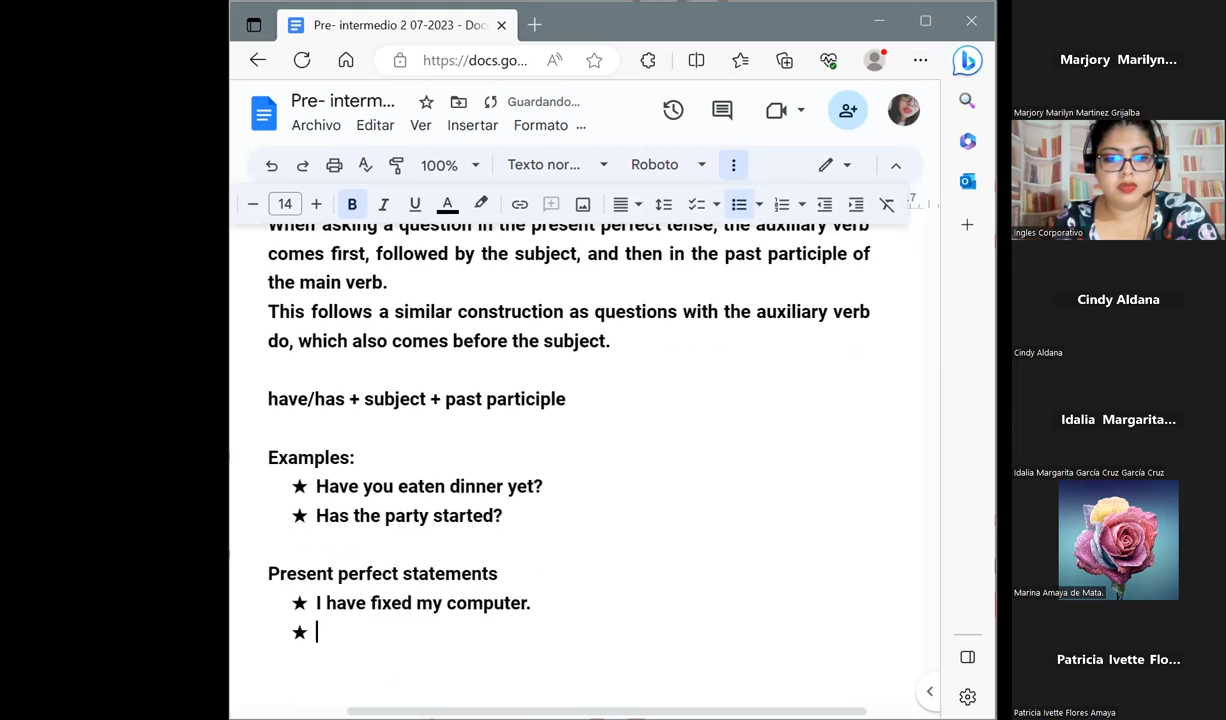 Pre- intermedio 2 07-2023 - Doc
https://docs.go...
Pre- interm...
Guardando...
Archivo Editar Ver Insertar Formato ...
100% Texto nor... Roboto
14 B I U A
7
When asking a question in the present perfect tense, the auxiliary verb
comes first, followed by the subject, and then in the past participle of
the main verb.
This follows a similar construction as questions with the auxiliary verb
do, which also comes before the subject.
have/has + subject + past participle
Examples:
★ Have you eaten dinner yet?
★ Has the party started?
Present perfect statements
★ I have fixed my computer.
★
Marjory Marilyn...
Marjory Marilyn Martinez Grijalba
Ingles Corporativo
Cindy Aldana
Cindy Aldana
Idalia Margarita...
Idalia Margarita García Cruz García Cruz
Marina Amaya de Mata.
Patricia Ivette Flo...
Patricia Ivette Flores Amaya